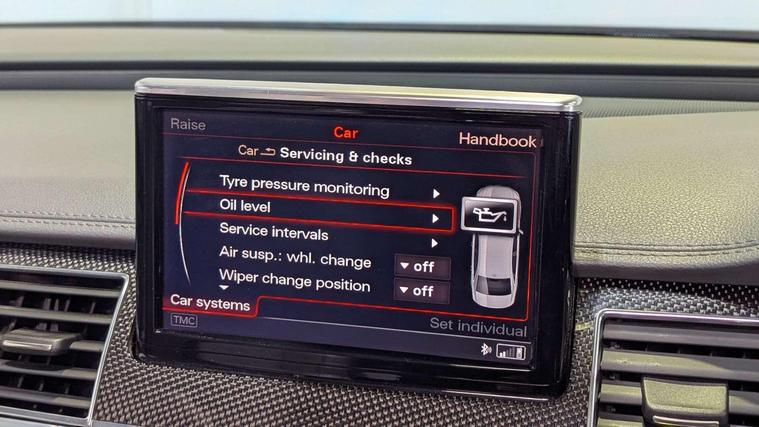 Raise
Car
Handbook
Car Servicing & checks
Tyre pressure monitoring
Oil level
Service intervals
Air susp.: whl. change off
Wiper change position off
Car systems
TMC
Set individual